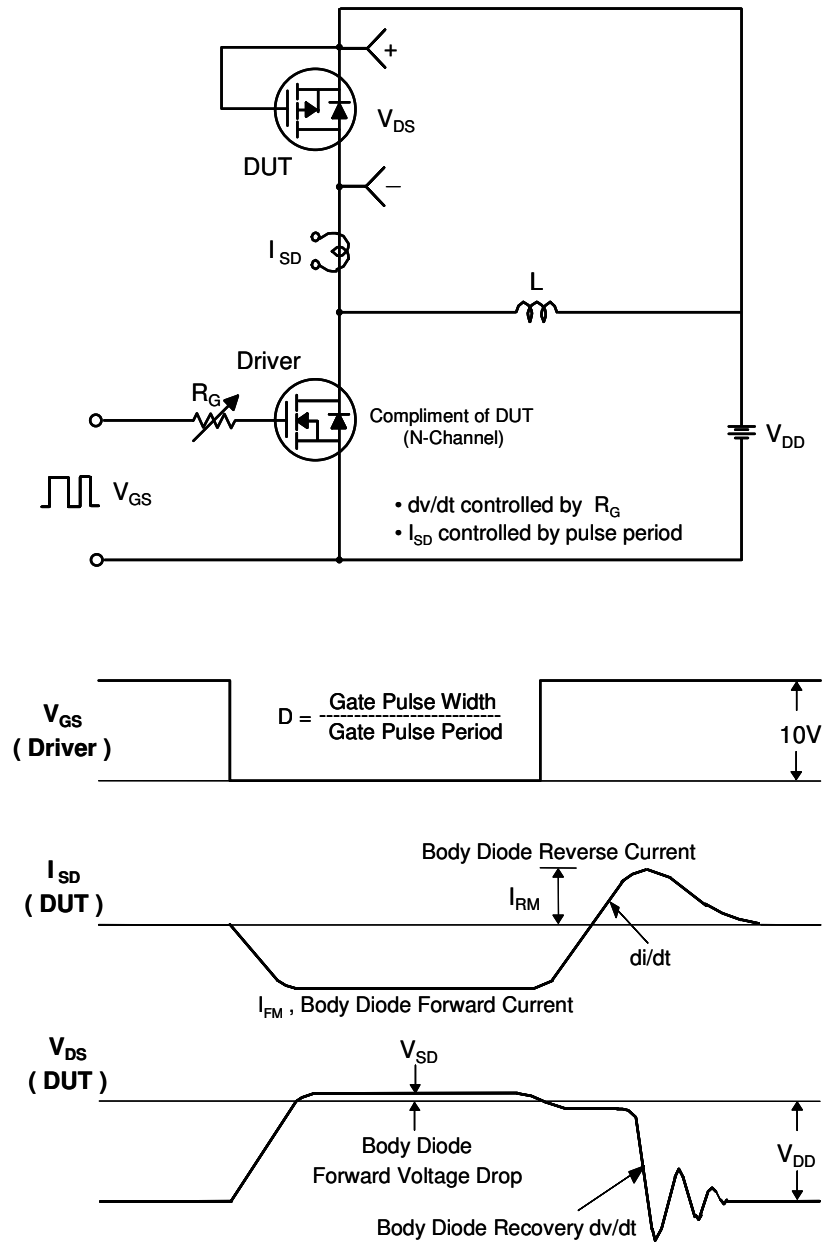 +
V_DS
DUT
–
I_SD
L
Driver
R_G
Compliment of DUT
(N-Channel)
V_DD
V_GS
• dv/dt controlled by R_G
• I_SD controlled by pulse period
V_GS
( Driver )
D = Gate Pulse Width
Gate Pulse Period
10V
I_SD
( DUT )
Body Diode Reverse Current
I_RM
di/dt
I_FM , Body Diode Forward Current
V_DS
( DUT )
V_SD
Body Diode
Forward Voltage Drop
V_DD
Body Diode Recovery dv/dt